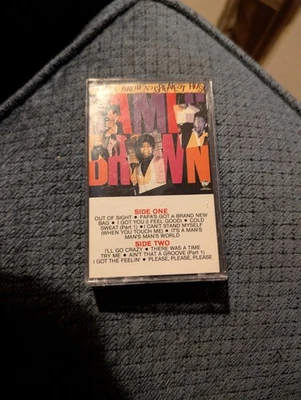 JAMES
BROWN
SIDE ONE
OUT OF SIGHT • PAPA'S GOT A BRAND NEW
BAG • I GOT YOU (I FEEL GOOD) • COLD
SWEAT (Part 1) • I CAN'T STAND MYSELF
(WHEN YOU TOUCH ME) • IT'S A MAN'S
MAN'S MAN'S WORLD
SIDE TWO
I'LL GO CRAZY • THERE WAS A TIME
TRY ME • AIN'T THAT A GROOVE (Part 1)
I GOT THE FEELIN' • PLEASE, PLEASE, PLEASE